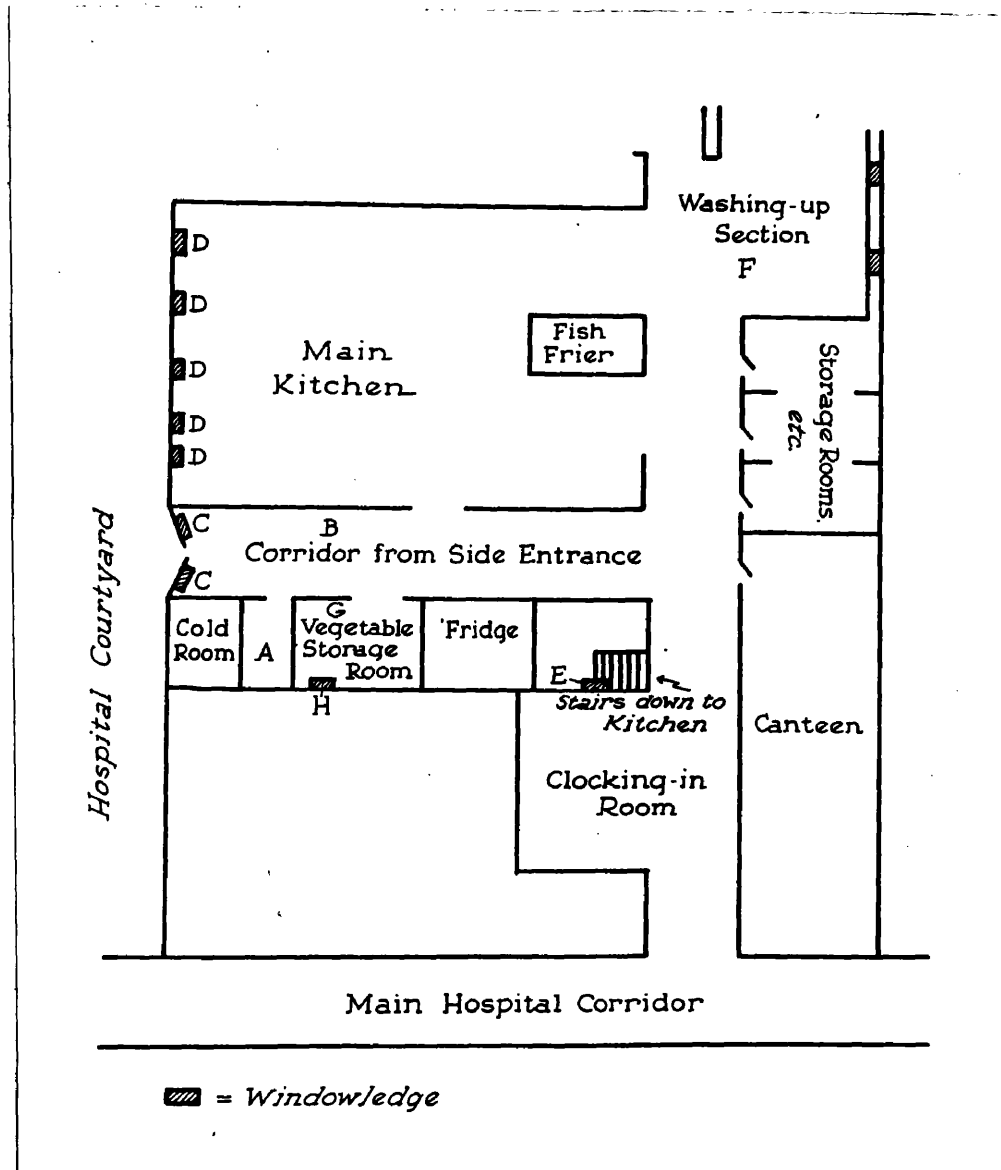 Washing-up
Section
F
D
D
D
D
D
Main
Kitchen
Fish
Frier
Storage Rooms.
etc.
C
C
B
Corridor from Side Entrance
Hospital Courtyard
Cold
Room
A
G
Vegetable
Storage
Room
H
'Fridge
E
Stairs down to
Kitchen
Canteen
Clocking-in
Room
Main Hospital Corridor
= Windowledge